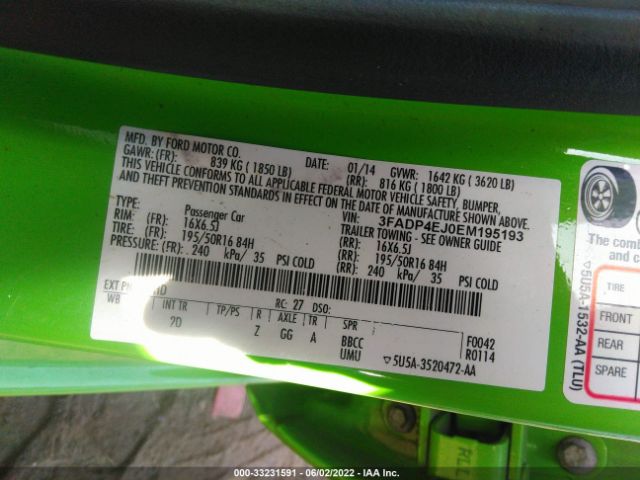 MFD. BY FORD MOTOR CO.
DATE: 01/14 GVWR: 1642 KG ( 3620 LB)
GAWR: (FR): 839 KG ( 1850 LB) (RR): 816 KG ( 1800 LB)
THIS VEHICLE CONFORMS TO ALL APPLICABLE FEDERAL MOTOR VEHICLE SAFETY, BUMPER,
AND THEFT PREVENTION STANDARDS IN EFFECT ON THE DATE OF MANUFACTURE SHOWN ABOVE.
VIN: 3FADP4EJ0EM195193
TYPE: Passenger Car TRAILER TOWING-SEE OWNER GUIDE
RIM: (FR): 16X6.5J (RR): 16X6.5J
TIRES: (FR): 195/50R16 84H (RR): 195/50R16 84H
PRESSURE: (FR): 240 kPa/ 35 PSI COLD (RR): 240 kPa/ 35 PSI COLD
EXT PNT: RC: 27 DSO:
WB INT TR TP/PS R AXLE TR SPR F0042
2D Z GG A BBCC R0114
UMU ▽5U5A-3520472-AA
The combin
and c
TIRE
FRONT
REAR
SPARE
▽5U5A-1532-AA (TLU)
RLL
000-33231591 - 06/02/2022 - IAA Inc.